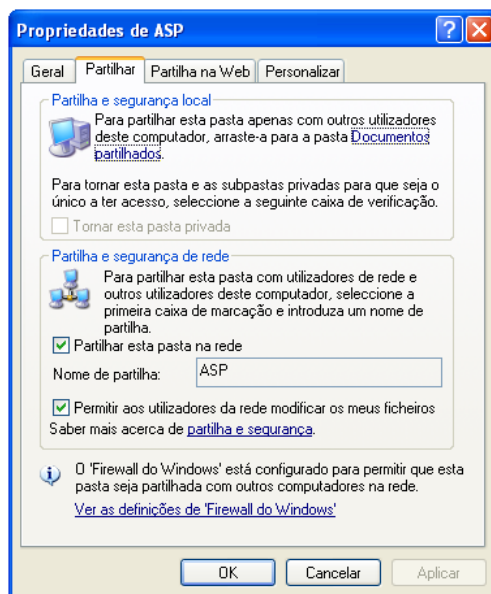 Propriedades de ASP
Geral Partilhar Partilha na Web Personalizar
Partilha e segurança local
Para partilhar esta pasta apenas com outros utilizadores
deste computador, arraste-a para a pasta Documentos
partilhados.
Para tornar esta pasta e as subpastas privadas para que seja o
único a ter acesso, seleccione a seguinte caixa de verificação.
Tornar esta pasta privada
Partilha e segurança de rede
Para partilhar esta pasta com utilizadores de rede e
outros utilizadores deste computador, seleccione a
primeira caixa de marcação e introduza um nome de
partilha.
Partilhar esta pasta na rede
Nome de partilha: ASP
Permitir aos utilizadores da rede modificar os meus ficheiros
Saber mais acerca de partilha e segurança.
O 'Firewall do Windows' está configurado para permitir que esta
pasta seja partilhada com outros computadores na rede.
Ver as definições de 'Firewall do Windows'
OK Cancelar Aplicar